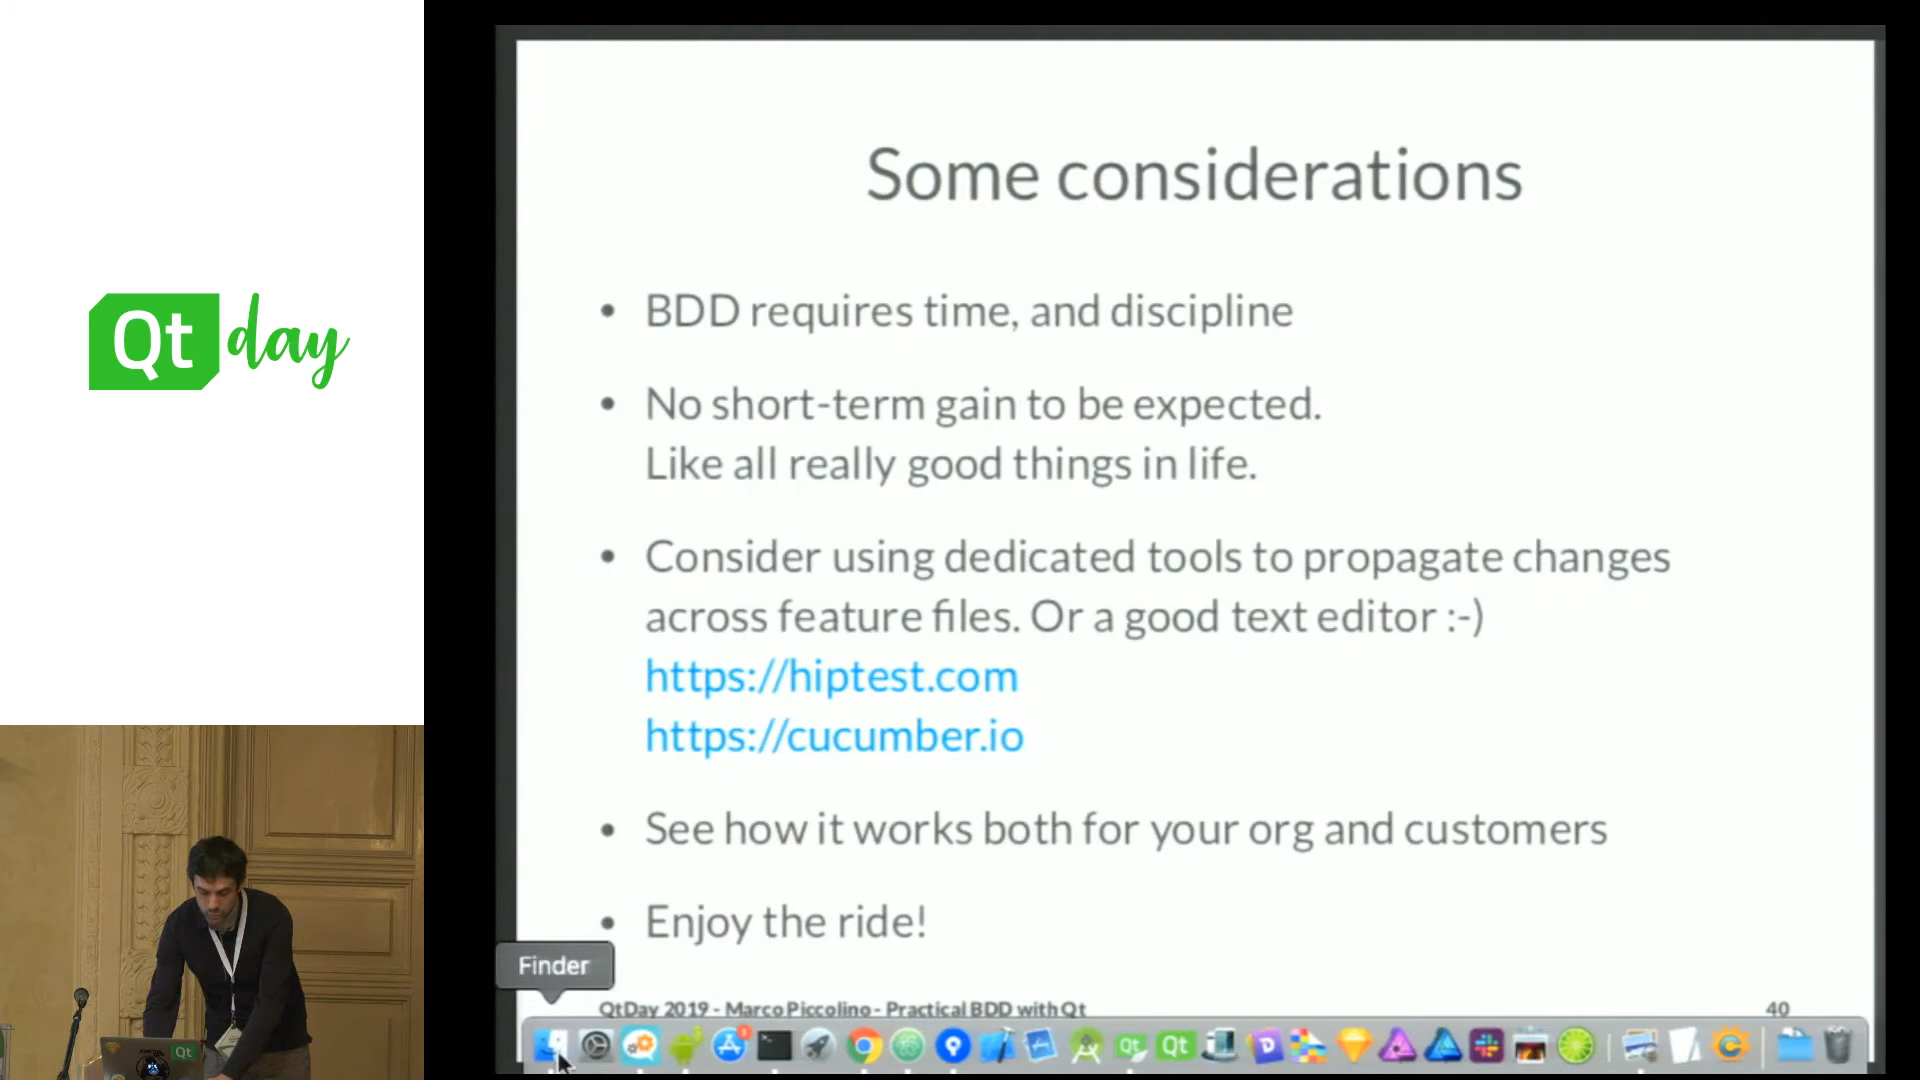 Qt day
Some considerations
• BDD requires time, and discipline
• No short-term gain to be expected.
Like all really good things in life.
• Consider using dedicated tools to propagate changes
across feature files. Or a good text editor :-)
https://hiptest.com
https://cucumber.io
• See how it works both for your org and customers
• Enjoy the ride!
Finder
QtDay 2019 - Marco Piccolino - Practical BDD with Qt
40
Qt
Qt
Qt